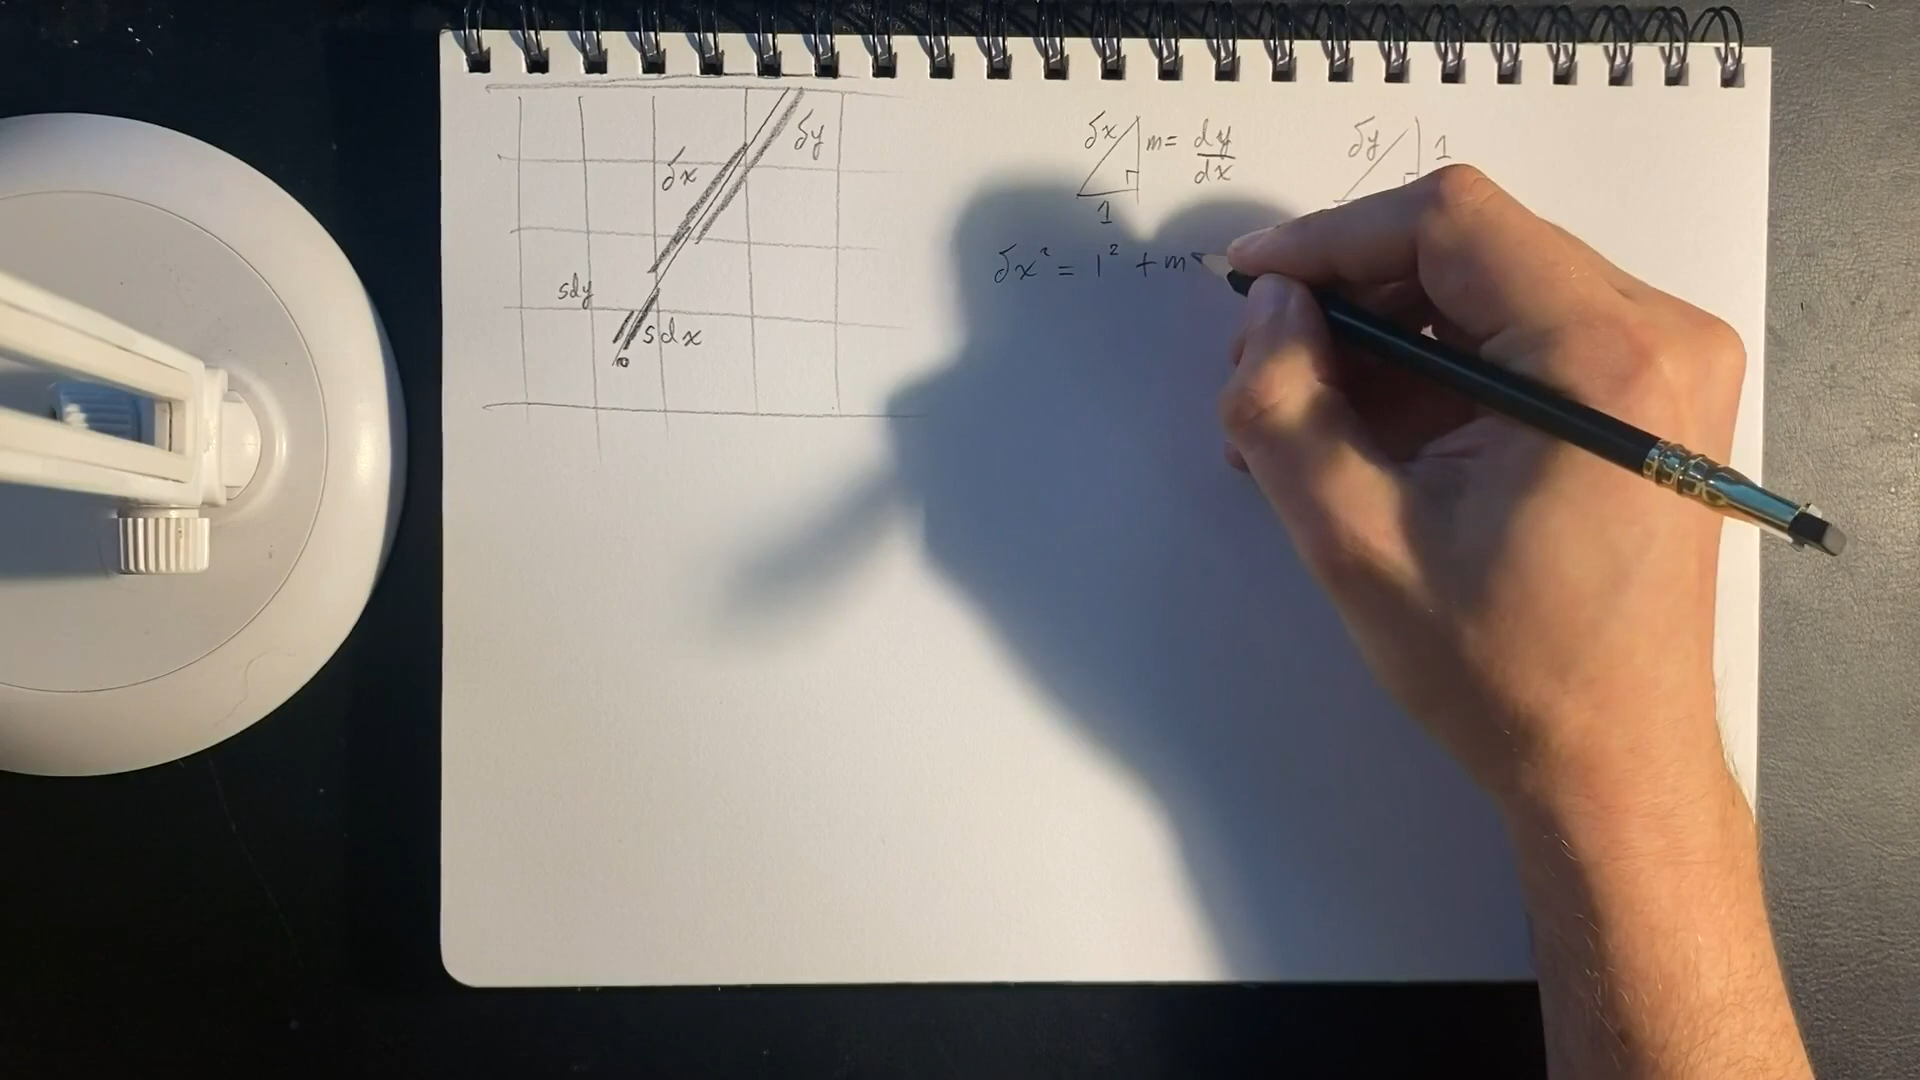 δy
δx
sdy
sdx
δx m= dy
dx
1
δy 1
δx² = 1² + m